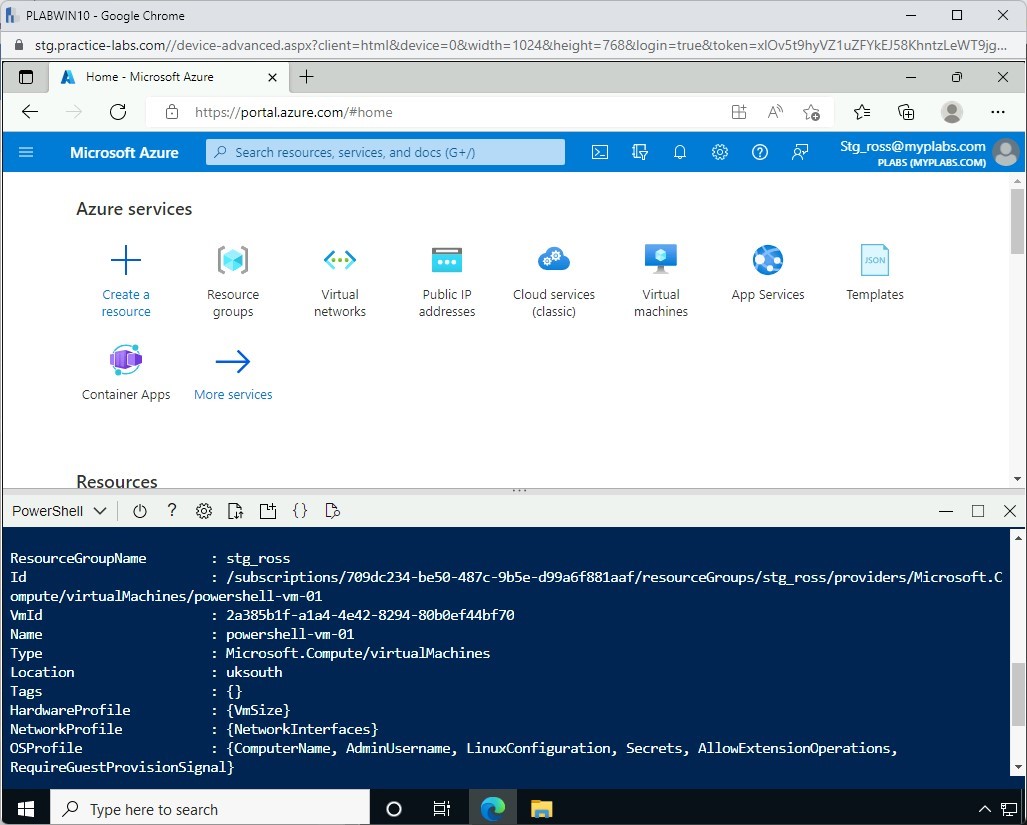 PLABWIN10 - Google Chrome
stg.practice-labs.com//device-advanced.aspx?client=html&device=0&width=1024&height=768&login=true&token=xlOv5t9hyVZ1uZFYkEJ58KhntzLeWT9jg...
Home - Microsoft Azure
https://portal.azure.com/#home
Microsoft Azure
Search resources, services, and docs (G+/)
Stg_ross@myplabs.com
PLABS (MYPLABS.COM)
Azure services
Create a
resource
Resource
groups
Virtual
networks
Public IP
addresses
Cloud services
(classic)
Virtual
machines
App Services
JSON
Templates
Container Apps
More services
Resources
PowerShell
ResourceGroupName : stg_ross
Id : /subscriptions/709dc234-be50-487c-9b5e-d99a6f881aaf/resourceGroups/stg_ross/providers/Microsoft.C
ompute/virtualMachines/powershell-vm-01
VmId : 2a385b1f-a1a4-4e42-8294-80b0ef44bf70
Name : powershell-vm-01
Type : Microsoft.Compute/virtualMachines
Location : uksouth
Tags : {}
HardwareProfile : {VmSize}
NetworkProfile : {NetworkInterfaces}
OSProfile : {ComputerName, AdminUsername, LinuxConfiguration, Secrets, AllowExtensionOperations,
RequireGuestProvisionSignal}
Type here to search